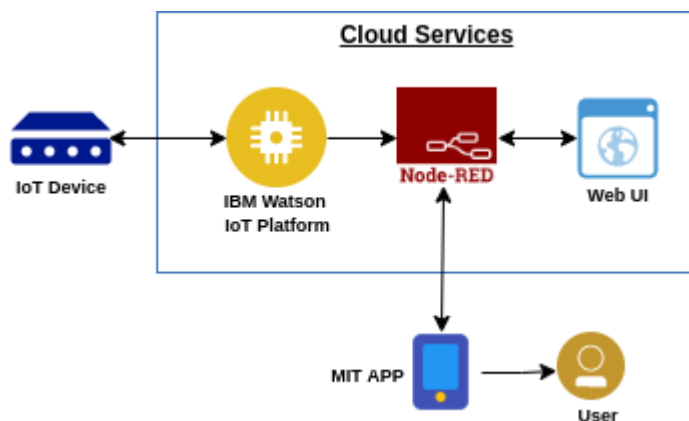 Cloud Services
IoT Device
IBM Watson
IoT Platform
Node-RED
Web UI
MIT APP
User